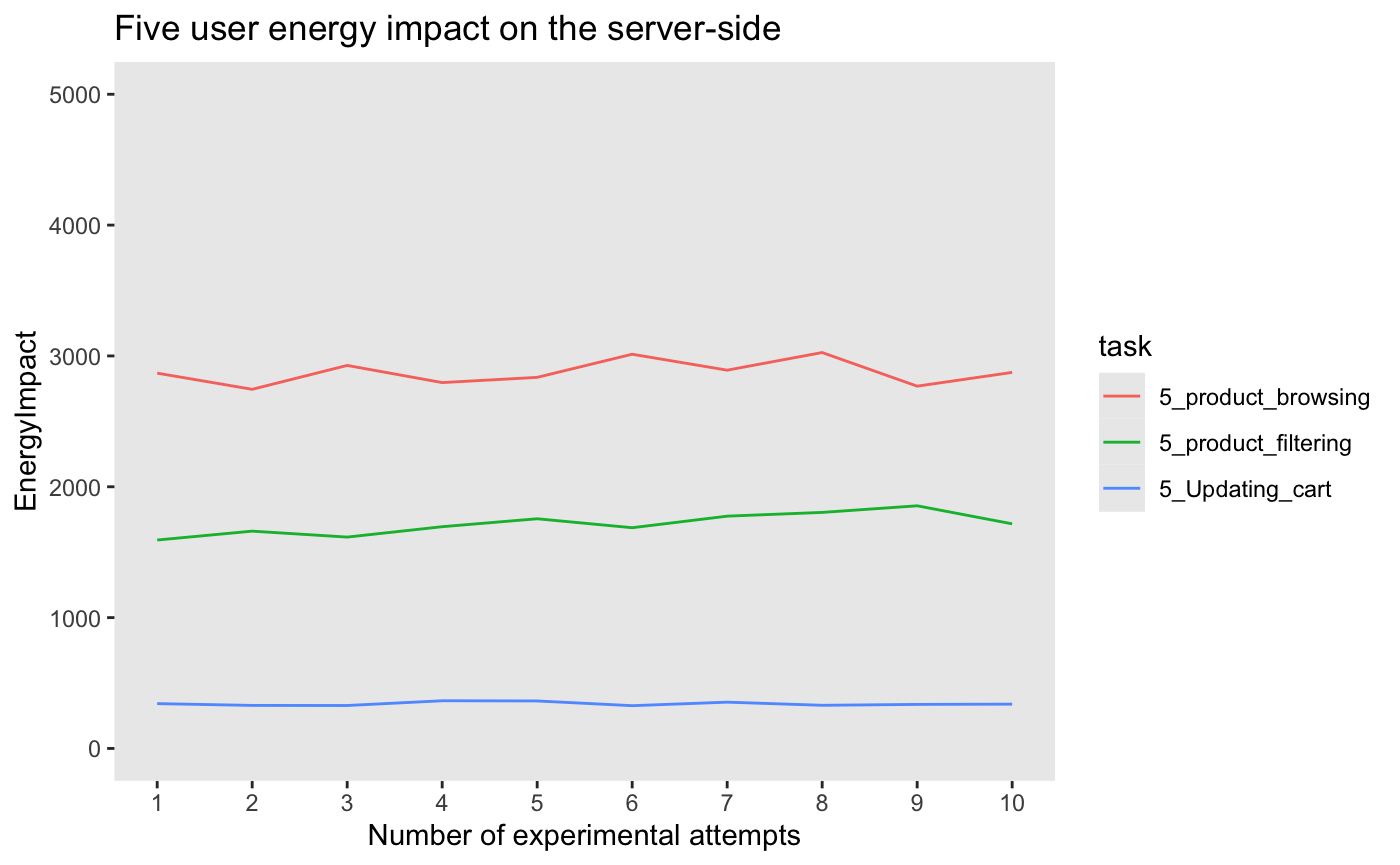 Five user energy impact on the server-side
5000
4000
3000
2000
1000
0
EnergyImpact
1 2 3 4 5 6 7 8 9 10
Number of experimental attempts
task
5_product_browsing
5_product_filtering
5_Updating_cart